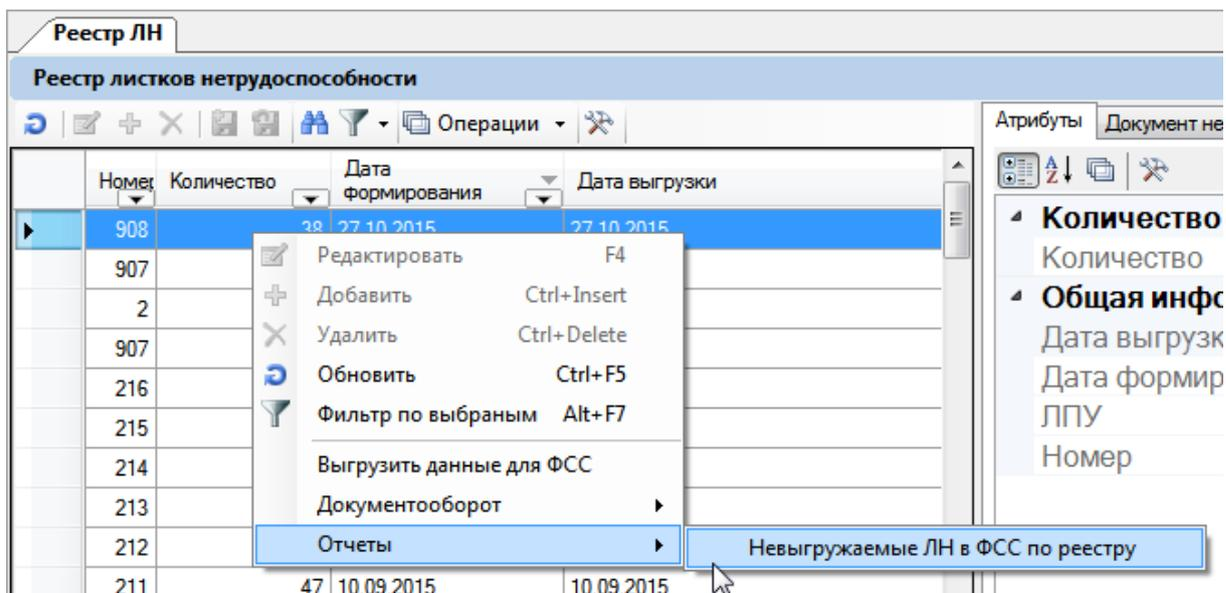 Реестр ЛН
Реестр листков нетрудоспособности
Операции
Номер Количество Дата формирования Дата выгрузки
908 38 27.10.2015 27.10.2015
907
2
907
216
215
214
213
212
211 47 10.09.2015 10.09.2015
Редактировать F4
Добавить Ctrl+Insert
Удалить Ctrl+Delete
Обновить Ctrl+F5
Фильтр по выбраным Alt+F7
Выгрузить данные для ФСС
Документооборот
Отчеты
Невыгружаемые ЛН в ФСС по реестру
Атрибуты Документ не
Количество
Количество
Общая инфо
Дата выгрузк
Дата формир
ЛПУ
Номер